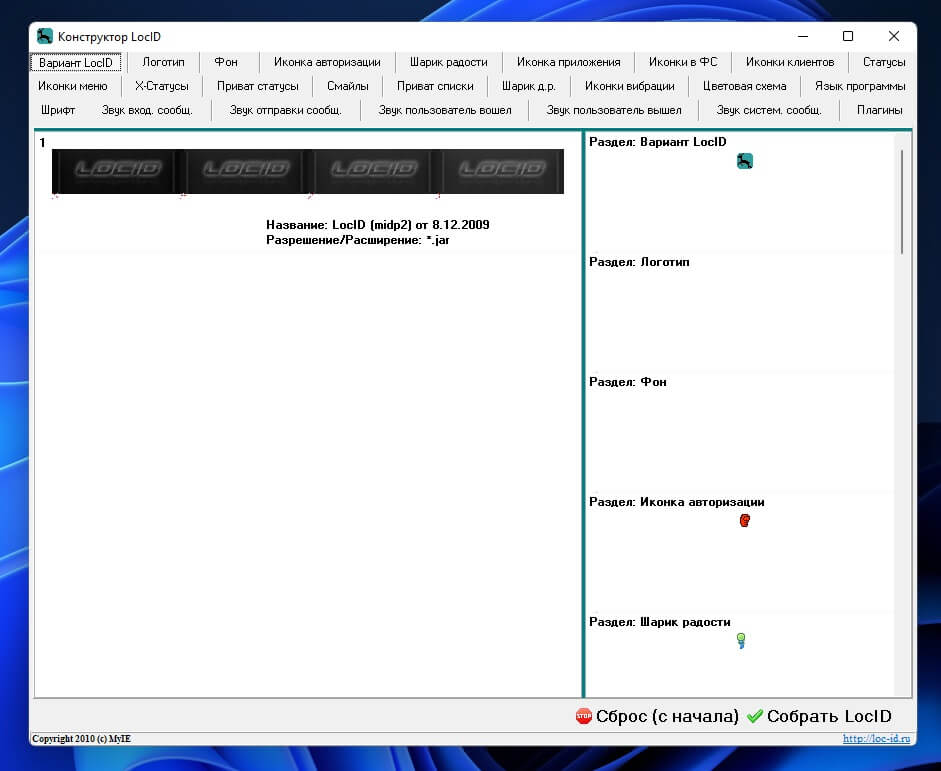 Конструктор LocID
Вариант LocID Логотип Фон Иконка авторизации Шарик радости Иконка приложения Иконки в ФС Иконки клиентов Статусы
Иконки меню X-Статусы Приват статусы Смайлы Приват списки Шарик д.р. Иконки вибрации Цветовая схема Язык программы
Шрифт Звук вход. сообщ. Звук отправки сообщ. Звук пользователь вошел Звук пользователь вышел Звук систем. сообщ. Плагины
1
LOCID LOCID LOCID LOCID
Название: LocID (midp2) от 8.12.2009
Разрешение/Расширение: *.jar
Раздел: Вариант LocID
Раздел: Логотип
Раздел: Фон
Раздел: Иконка авторизации
Раздел: Шарик радости
STOP Сброс (с начала) Собрать LocID
Copyright 2010 (c) MyIE http://loc-id.ru